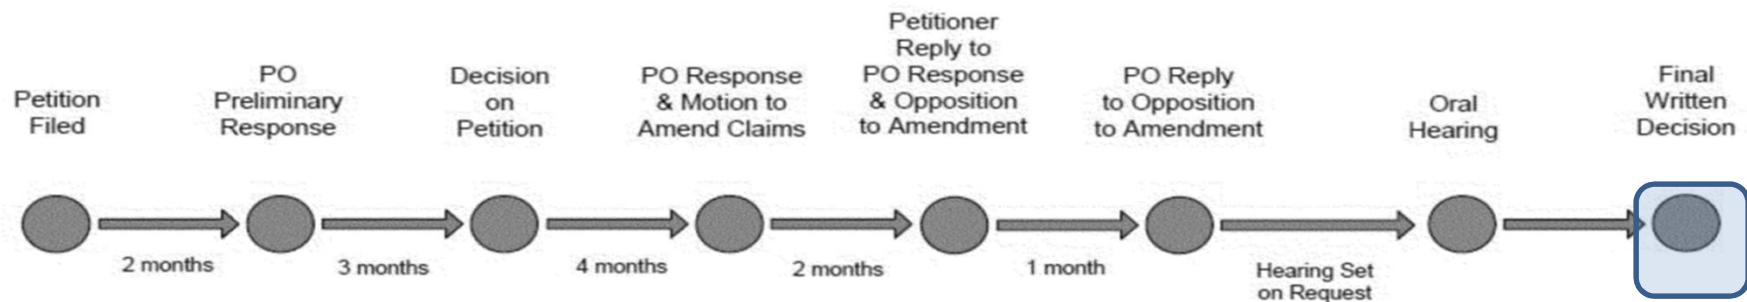 Petition
Filed
PO
Preliminary
Response
Decision
on
Petition
PO Response
& Motion to
Amend Claims
Petitioner
Reply to
PO Response
& Opposition
to Amendment
PO Reply
to Opposition
to Amendment
Oral
Hearing
Final
Written
Decision
2 months
3 months
4 months
2 months
1 month
Hearing Set
on Request